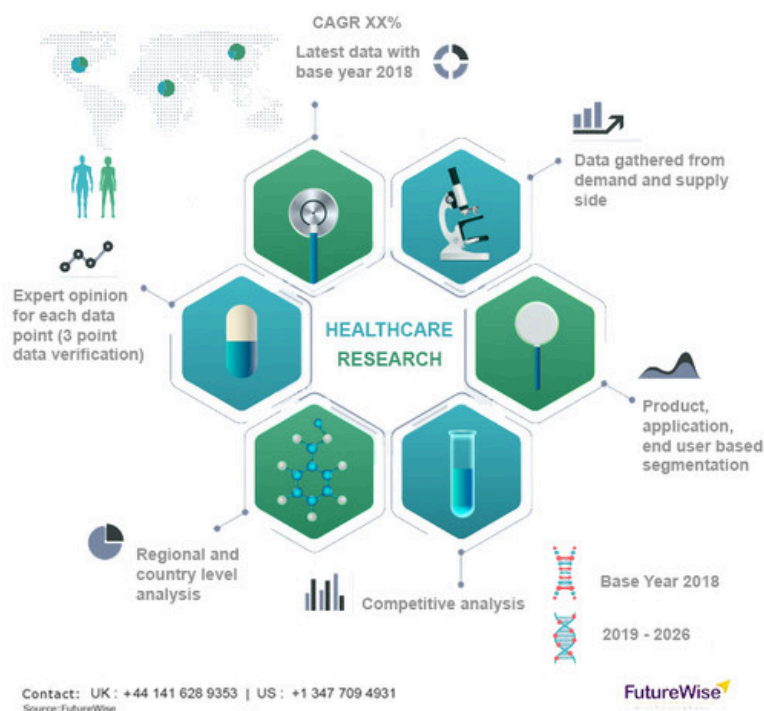 CAGR XX%
Latest data with
base year 2018
Data gathered from
demand and supply
side
Expert opinion
for each data
point (3 point
data verification)
HEALTHCARE
RESEARCH
Product,
application,
end user based
segmentation
Regional and
country level
analysis
Competitive analysis
Base Year 2018
2019 - 2026
Contact: UK : +44 141 628 9353 | US : +1 347 709 4931
Source:FutureWise
FutureWise